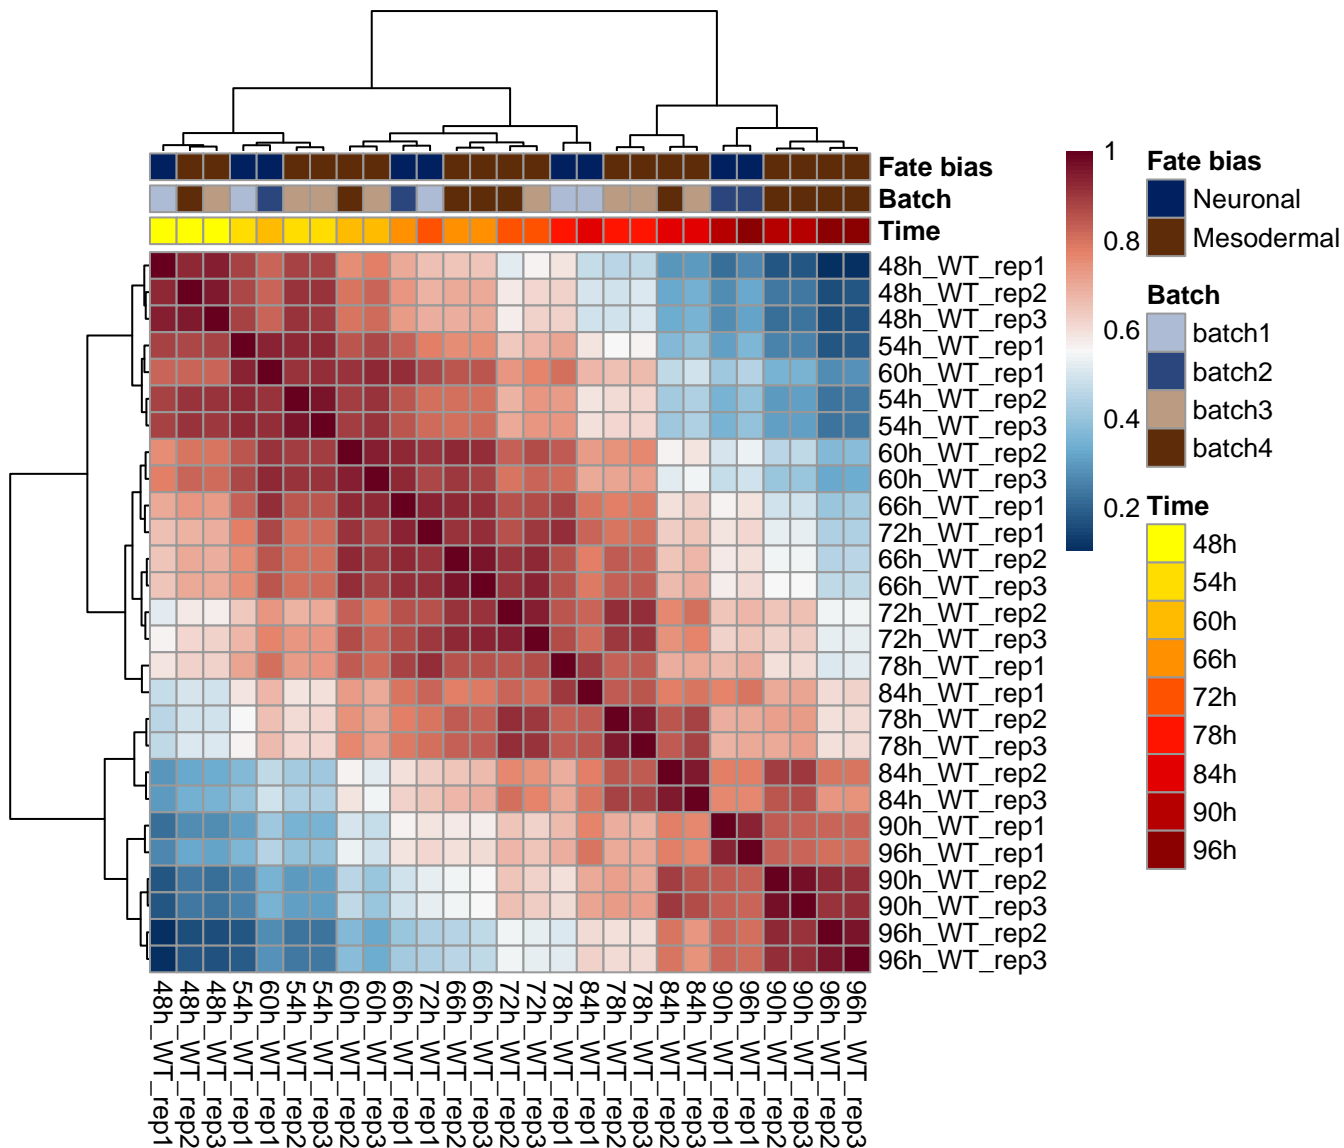 Fate bias
Batch
Time
48h_WT_rep1
48h_WT_rep2
48h_WT_rep3
54h_WT_rep1
60h_WT_rep1
54h_WT_rep2
54h_WT_rep3
60h_WT_rep2
60h_WT_rep3
66h_WT_rep1
72h_WT_rep1
66h_WT_rep2
66h_WT_rep3
72h_WT_rep2
72h_WT_rep3
78h_WT_rep1
84h_WT_rep1
78h_WT_rep2
78h_WT_rep3
84h_WT_rep2
84h_WT_rep3
90h_WT_rep1
96h_WT_rep1
90h_WT_rep2
90h_WT_rep3
96h_WT_rep2
96h_WT_rep3
48h_WT_rep1
48h_WT_rep2
48h_WT_rep3
54h_WT_rep1
60h_WT_rep1
54h_WT_rep2
54h_WT_rep3
60h_WT_rep2
60h_WT_rep3
66h_WT_rep1
72h_WT_rep1
66h_WT_rep2
66h_WT_rep3
72h_WT_rep2
72h_WT_rep3
78h_WT_rep1
84h_WT_rep1
78h_WT_rep2
78h_WT_rep3
84h_WT_rep2
84h_WT_rep3
90h_WT_rep1
96h_WT_rep1
90h_WT_rep2
90h_WT_rep3
96h_WT_rep2
96h_WT_rep3
1
0.8
0.6
0.4
0.2
Fate bias
Neuronal
Mesodermal
Batch
batch1
batch2
batch3
batch4
Time
48h
54h
60h
66h
72h
78h
84h
90h
96h